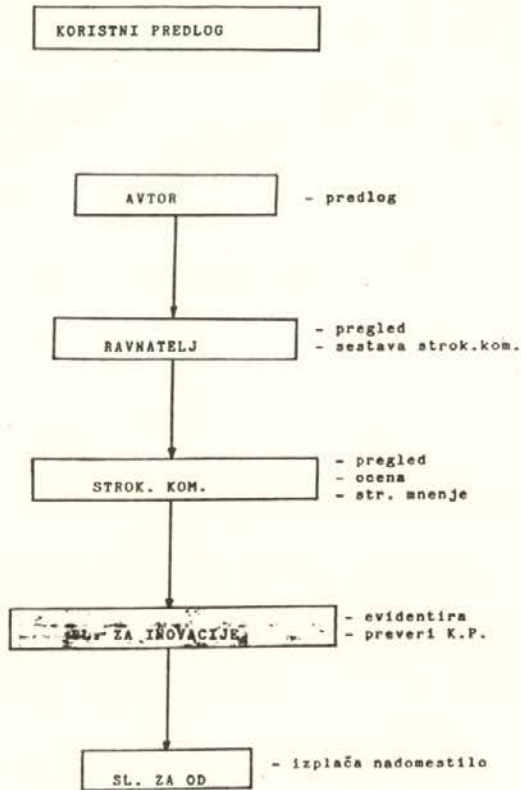 KORISTNI PREDLOG
AVTOR
- predlog
RAVNATELJ
- pregled
- sestava strok.kom.
STROK. KOM.
- pregled
- ocena
- str. mnenje
SL. ZA INOVACIJE
- evidentira
- preveri K.P.
SL. ZA OD
- izplača nadomestilo